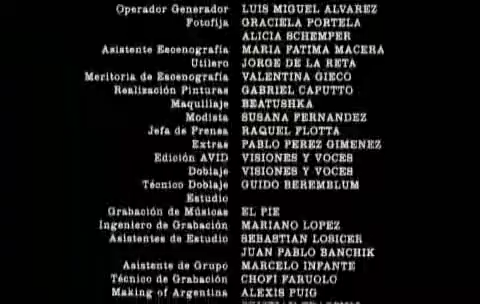 Operador Generador LUIS MIGUEL ALVAREZ
Fotofija GRACIELA PORTELA
ALICIA SCHEMPER
Asistente Escenografía MARIA FATIMA MACERA
Utilero JORGE DE LA RETA
Meritoria de Escenografía VALENTINA GIECO
Realización Pinturas GABRIEL CAPUTTO
Maquillaje BEATUSHKA
Modista SUSANA FERNANDEZ
Jefa de Prensa RAQUEL FLOTTA
Extras PABLO PEREZ GIMENEZ
Edición AVID VISIONES Y VOCES
Doblaje VISIONES Y VOCES
Técnico Doblaje GUIDO BEREMBLUM
Estudio
Grabación de Músicas EL PIE
Ingeniero de Grabación MARIANO LOPEZ
Asistentes de Estudio SEBASTIAN LOSICER
JUAN PABLO BANCHIK
Asistente de Grupo MARCELO INFANTE
Técnico de Grabación CHOFI FARUOLO
Making of Argentina ALEXIS PUIG